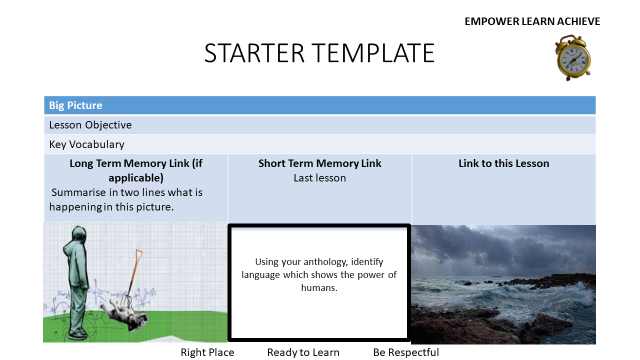 EMPOWER LEARN ACHIEVE
STARTER TEMPLATE
Big Picture
Lesson Objective
Key Vocabulary
Long Term Memory Link (if
applicable)
Summarise in two lines what is
happening in this picture.
Short Term Memory Link
Last lesson
Link to this Lesson
Using your anthology, identify
language which shows the power of
humans.
Right Place Ready to Learn Be Respectful